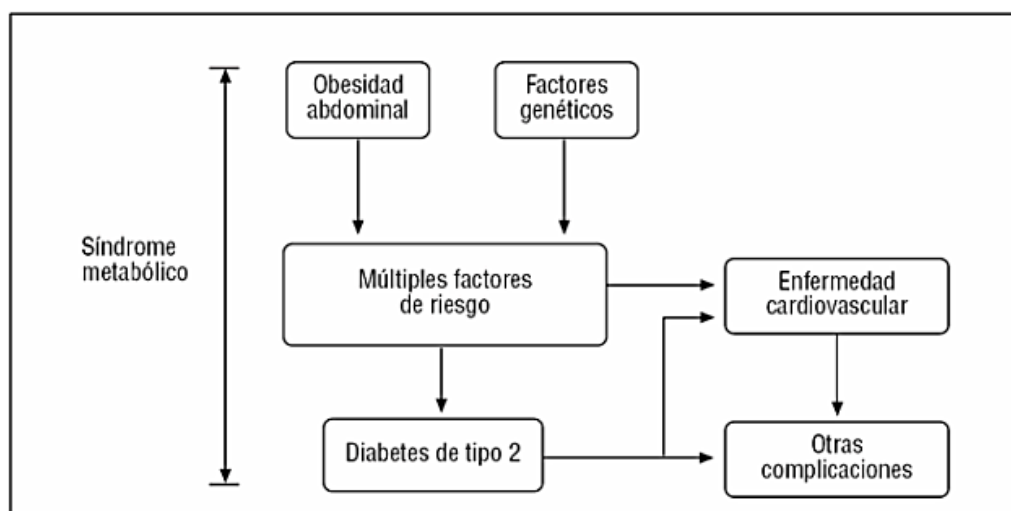 Obesidad
abdominal
Factores
genéticos
Síndrome
metabólico
Múltiples factores
de riesgo
Enfermedad
cardiovascular
Diabetes de tipo 2
Otras
complicaciones